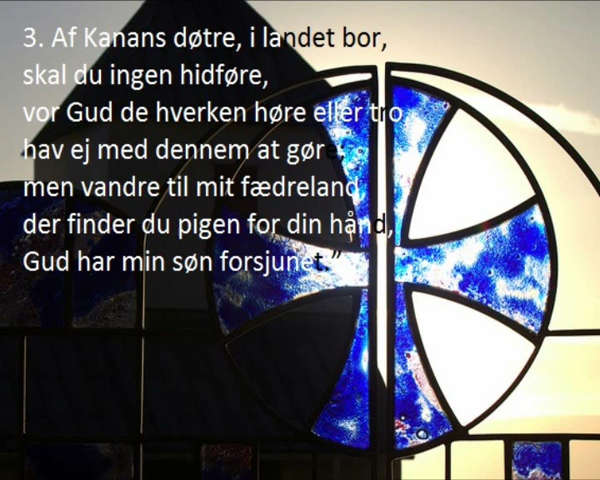 3. Af Kanans døtre, i landet bor,
skal du ingen hidføre,
vor Gud de hverken høre eller tro
hav ej med dennem at gøre;
men vandre til mit fædreland
der finder du pigen for din hånd,
Gud har min søn forsjunet.”